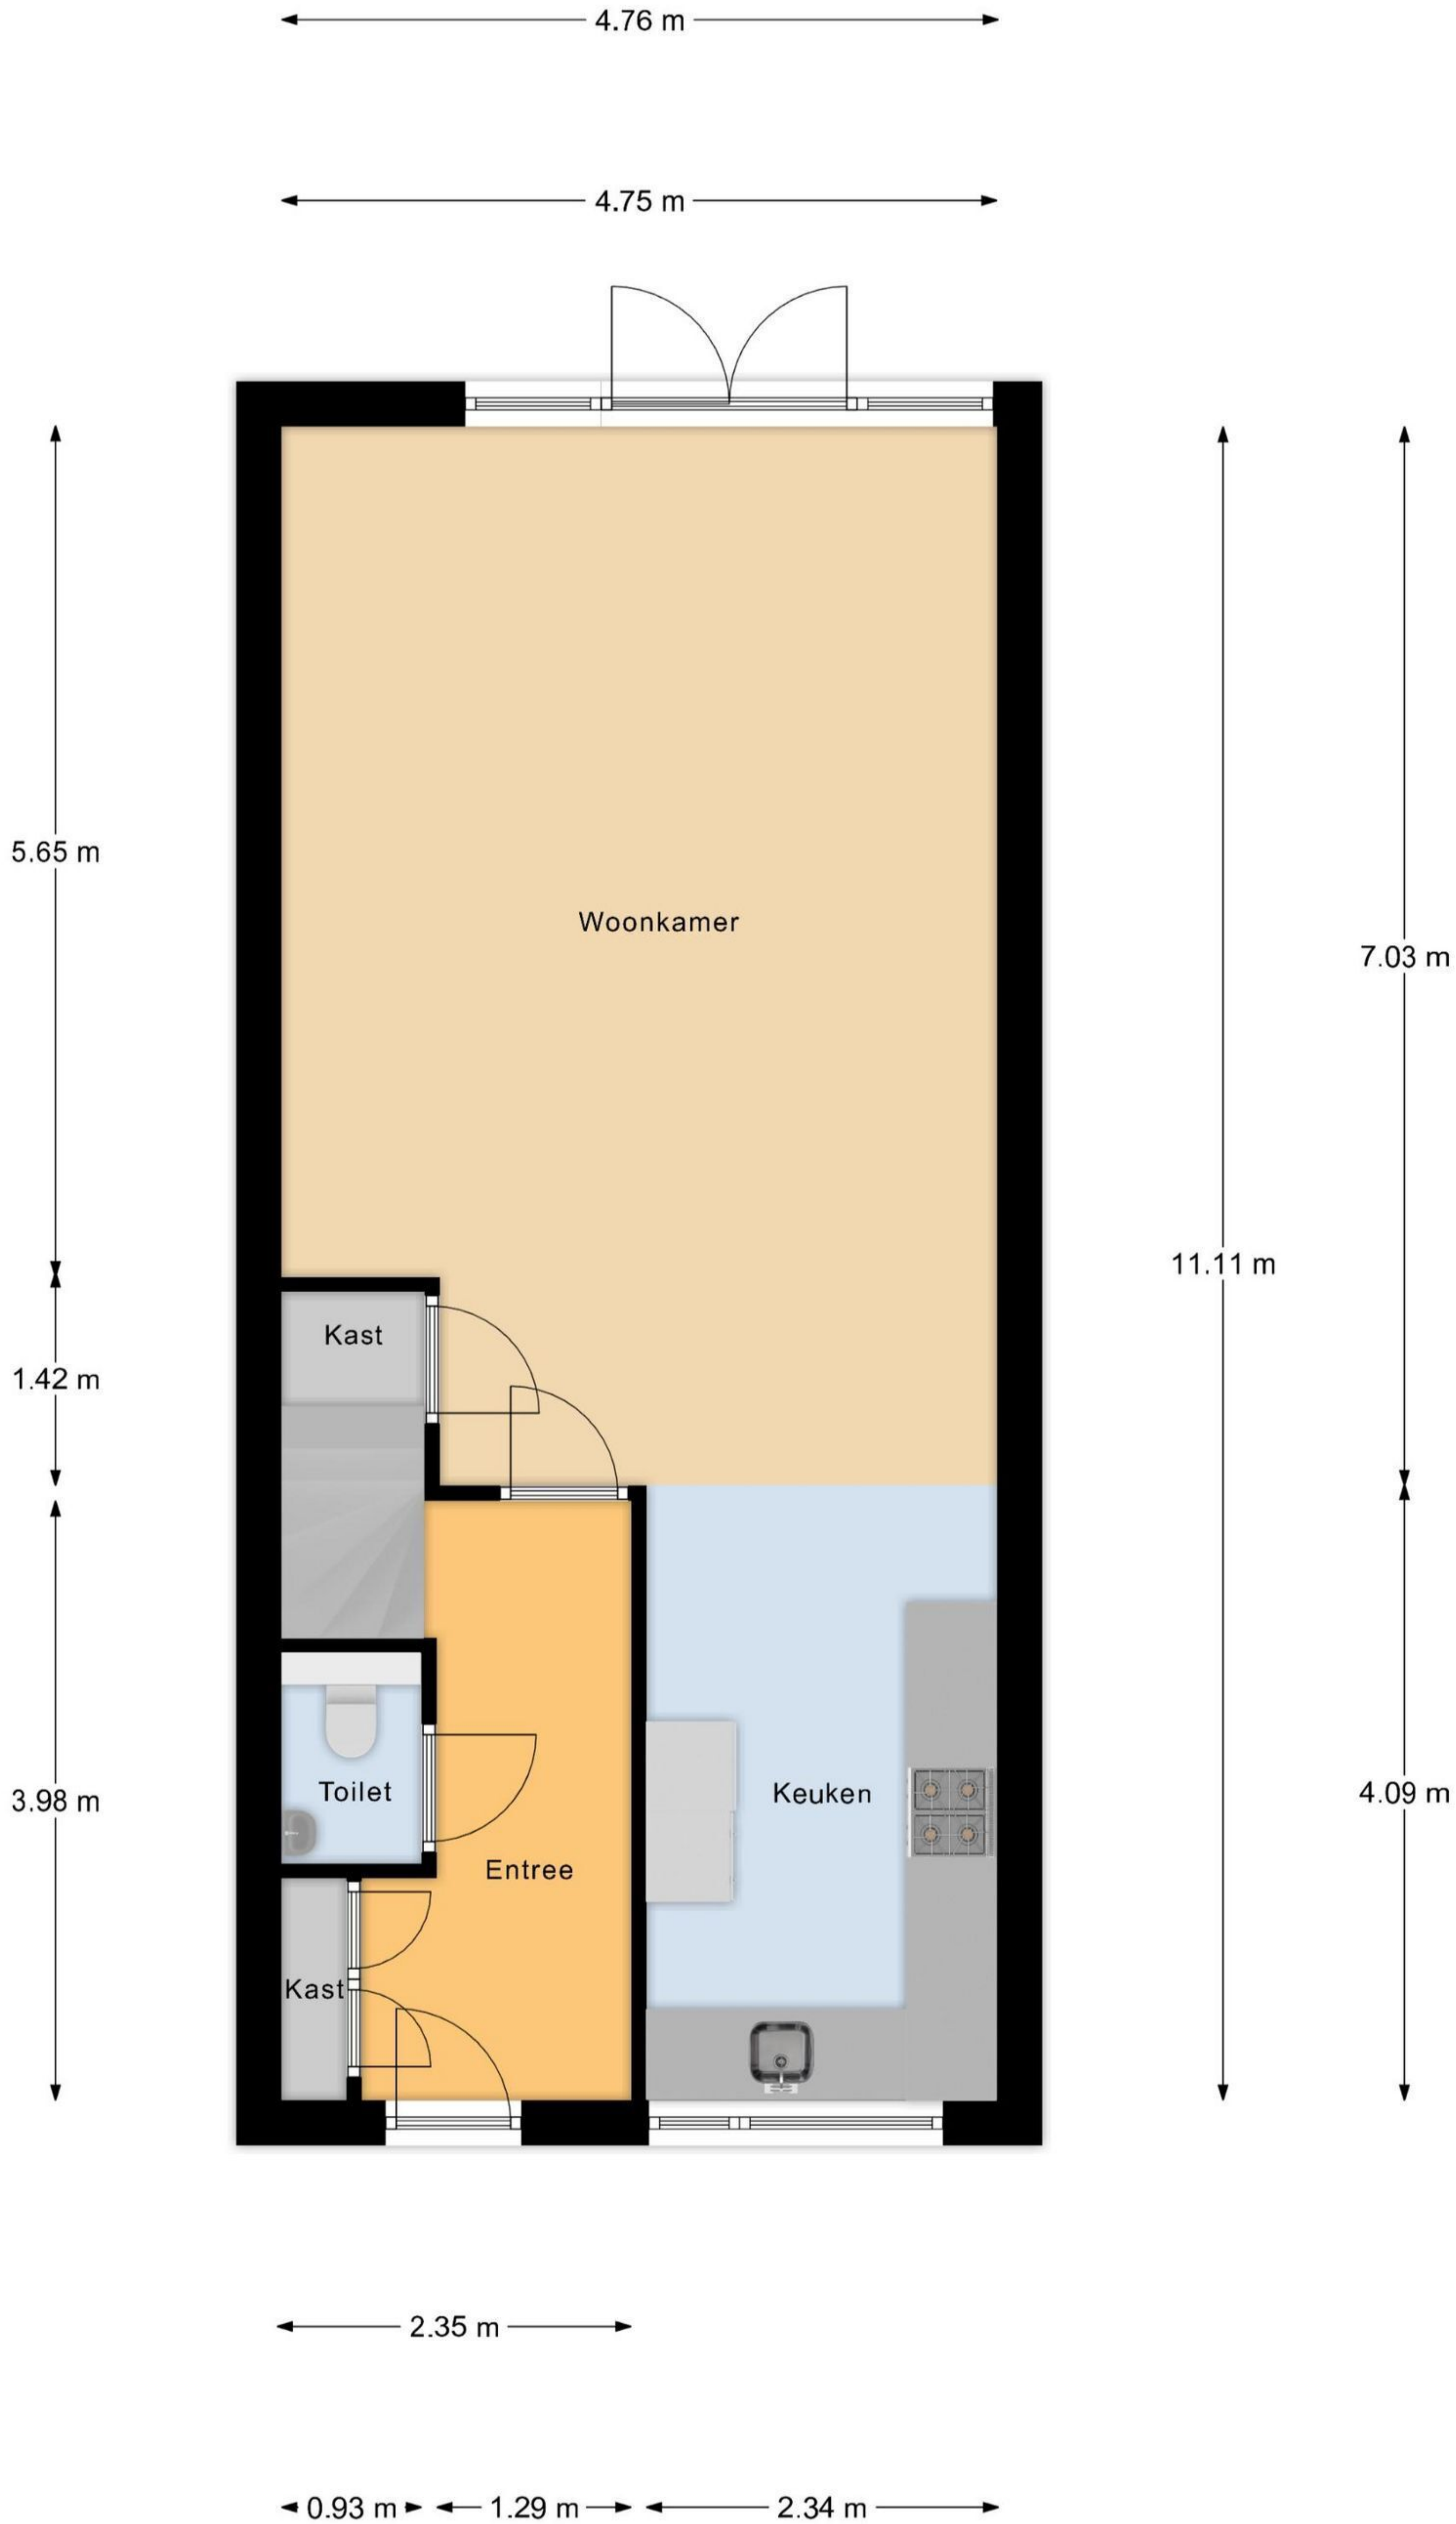 4.76 m
4.75 m
5.65 m
Woonkamer
7.03 m
11.11 m
Kast
1.42 m
Toilet
Keuken
3.98 m
4.09 m
Entree
Kast
2.35 m
0.93 m
1.29 m
2.34 m